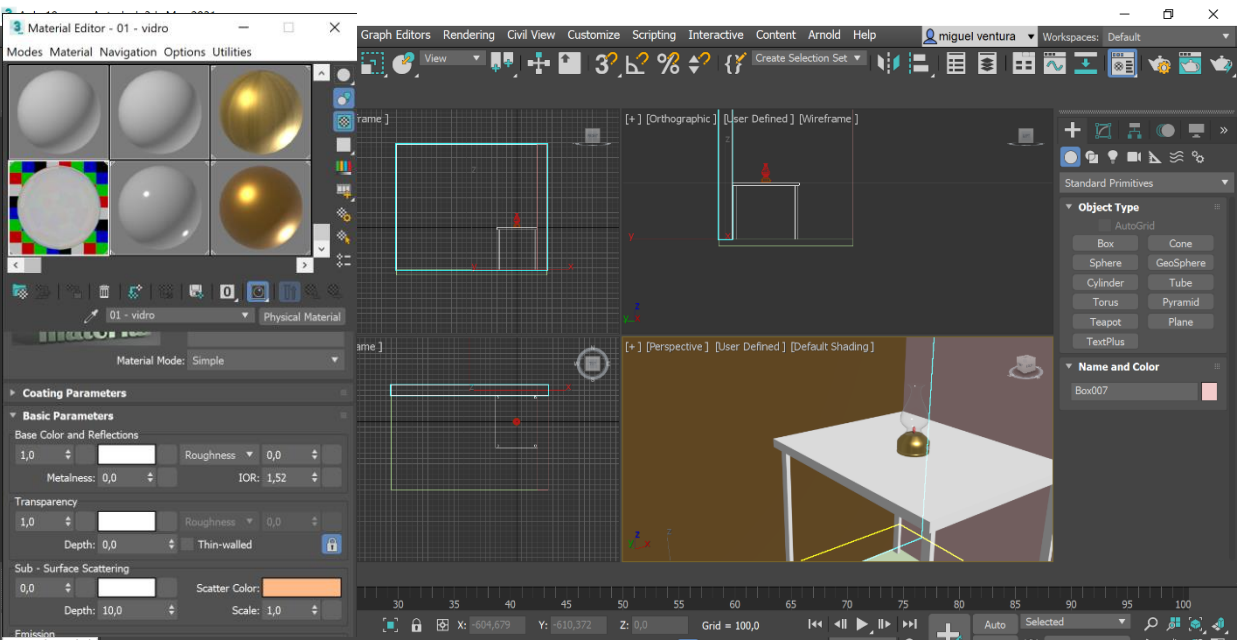 Material Editor - 01 - vidro
Modes Material Navigation Options Utilities
Graph Editors Rendering Civil View Customize Scripting Interactive Content Arnold Help
miguel ventura
Workspaces: Default
View
Create Selection Set
rame ]
[+] [Orthographic ] [User Defined ] [Wireframe ]
Standard Primitives
Object Type
AutoGrid
Box Cone
Sphere GeoSphere
Cylinder Tube
Torus Pyramid
Teapot Plane
TextPlus
Name and Color
Box007
01 - vidro
Physical Material
Material Mode: Simple
Coating Parameters
Basic Parameters
Base Color and Reflections
1,0 Roughness 0,0
Metalness: 0,0 IOR: 1,52
Transparency
1,0 Roughness 0,0
Depth: 0,0 Thin-walled
Sub - Surface Scattering
0,0 Scatter Color:
Depth: 10,0 Scale: 1,0
Emission
ame ]
[+] [Perspective ] [User Defined ] [Default Shading ]
30 35 40 45 50 55 60 65 70 75 80 85 90 95 100
X: -604,679 Y: -610,372 Z: 0,0 Grid = 100,0
Auto Selected